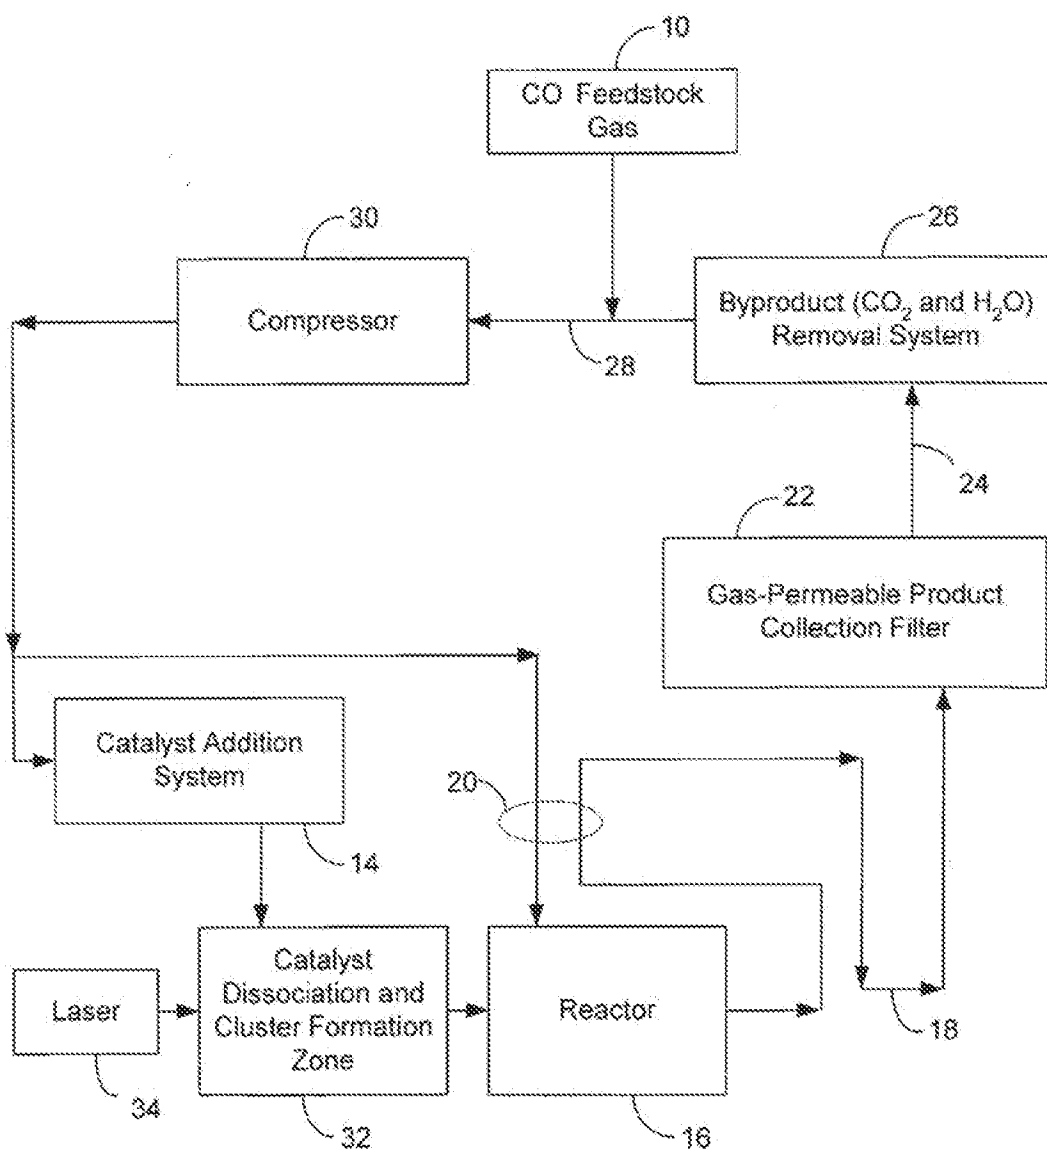 10
CO Feedstock
Gas
30
26
Compressor
Byproduct (CO₂ and H₂O)
Removal System
28
24
22
Gas-Permeable Product
Collection Filter
Catalyst Addition
System
20
14
Catalyst
Dissociation and
Cluster Formation
Zone
Laser
Reactor
18
34
32
16